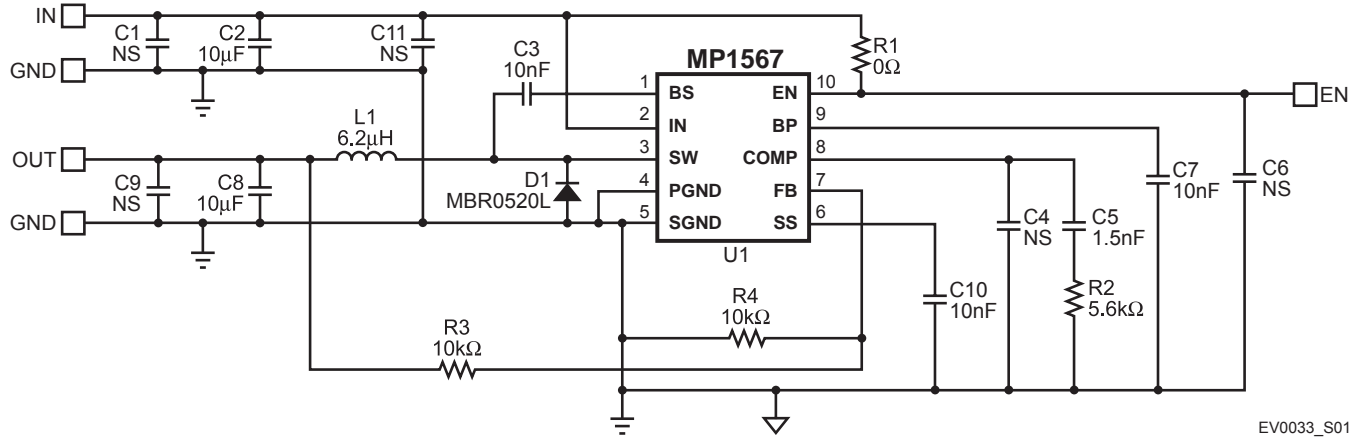 IN
C1
NS
C2
10μF
C11
NS
GND
C3
10nF
MP1567
R1
0Ω
1
BS
EN
10
EN
2
IN
BP
9
L1
6.2μH
OUT
3
SW
COMP
8
C9
NS
C8
10μF
D1
MBR0520L
4
PGND
FB
7
GND
5
SGND
SS
6
U1
C4
NS
C5
1.5nF
C7
10nF
C6
NS
R4
10kΩ
C10
10nF
R2
5.6kΩ
R3
10kΩ
EV0033_S01